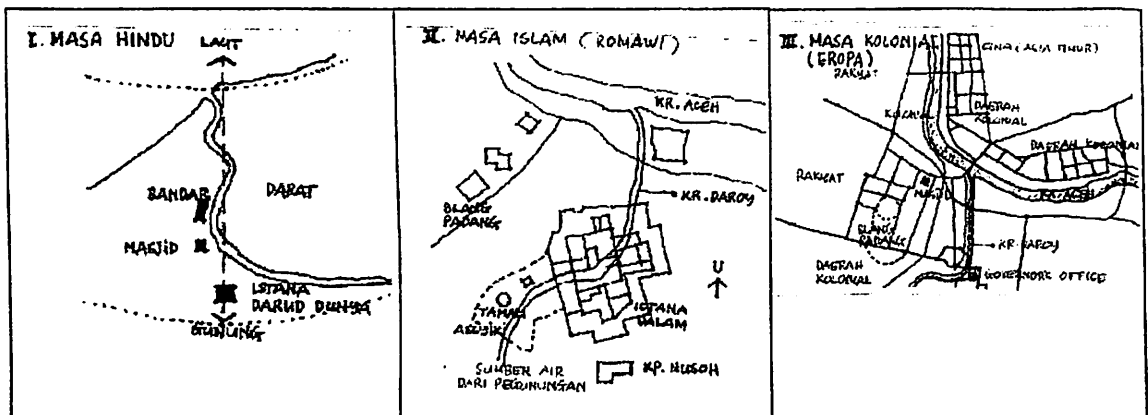 I. MASA HINDU
LAUT
BANDAR
DARAT
MASJID
ISTANA
DARUD DUNYA
GUNUNG
II. MASA ISLAM (ROMAWI)
KR. ACEH
BLANG
PADANG
KR. DAROY
U
TAMAN
ISTANA
DALAM
SUMBER AIR
DARI PEGUNUNGAN
KP.
III. MASA KOLONIAL
(EROPA)
RAKYAT
CINA (ASIA TIMUR)
KOLONIAL
DAERAH
KOLONIAL
DAERAH KOLONIAL
RAKYAT
MASJID
KR. ACEH
BLANG
PADANG
KR. DAROY
DAERAH
KOLONIAL
GOVERNORS OFFICE